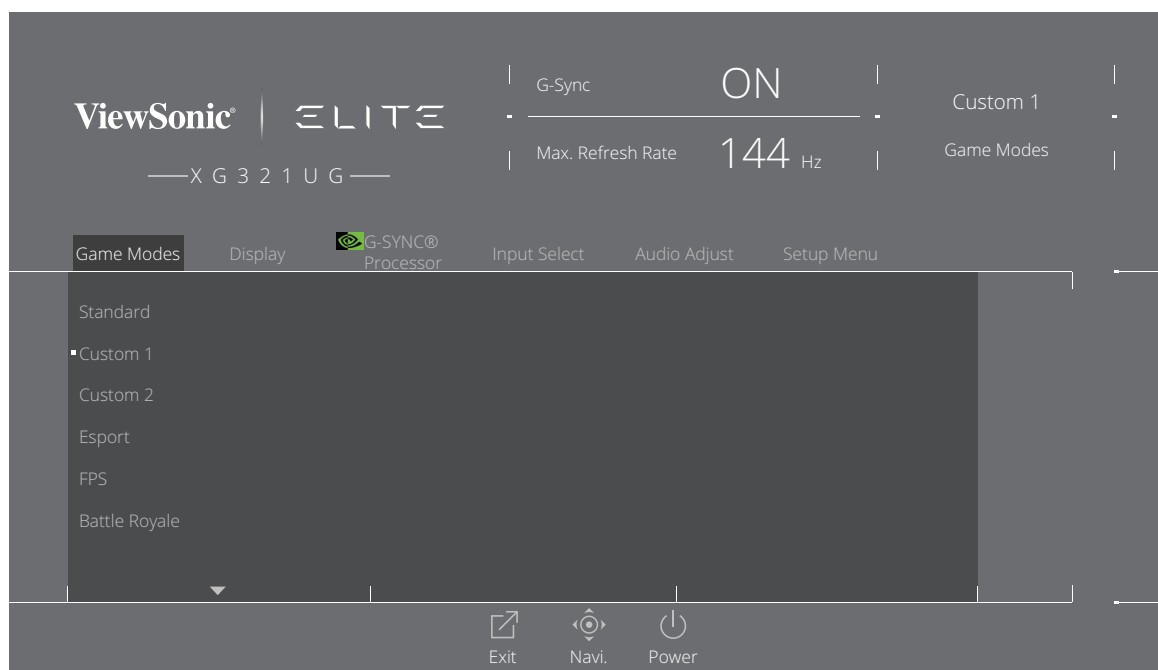 ViewSonic® ELITE
XG321UG
G-Sync ON
Max. Refresh Rate 144 Hz
Custom 1
Game Modes
Game Modes Display G-SYNC® Input Select Audio Adjust Setup Menu
Processor
Standard
Custom 1
Custom 2
Esport
FPS
Battle Royale
Exit Navi. Power